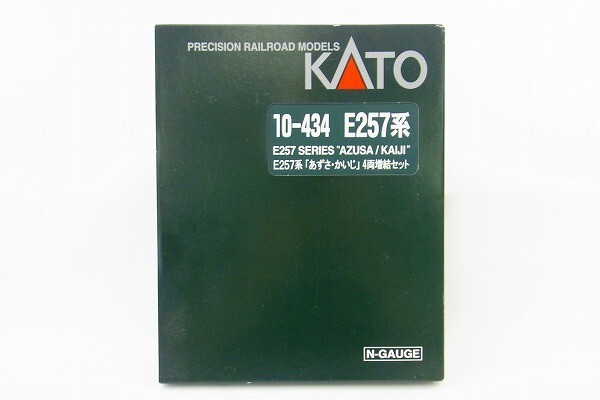 PRECISION RAILROAD MODELS
KATO
10-434 E257系
E257 SERIES "AZUSA / KAIJI"
E257系「あずさ・かいじ」4両増結セット
N-GAUGE